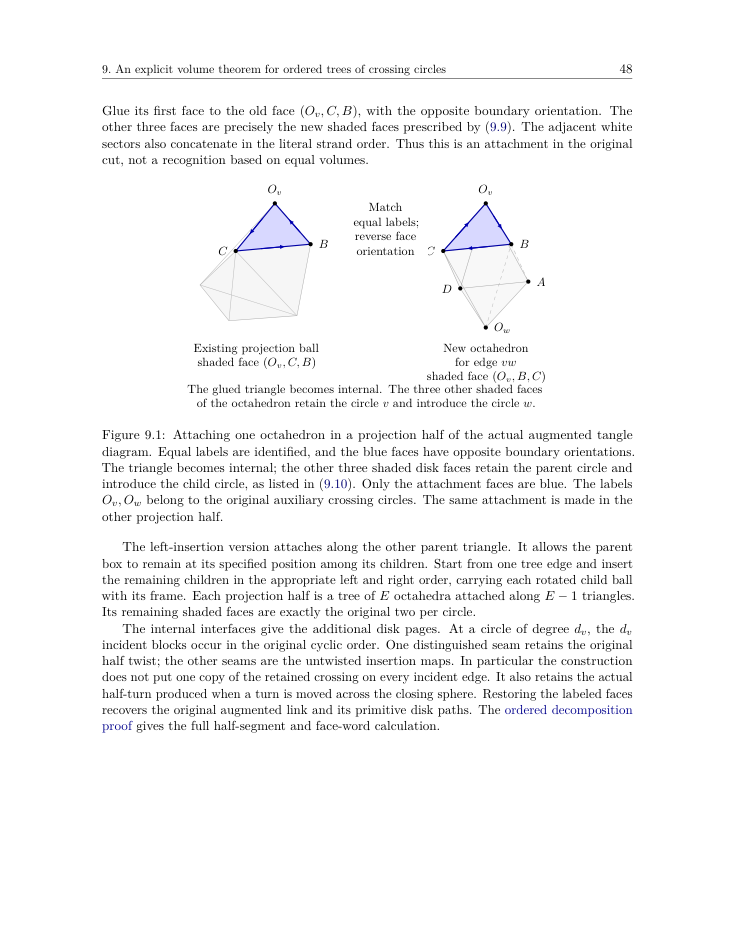 9. An explicit volume theorem for ordered trees of crossing circles 48
Glue its first face to the old face (O_v, C, B), with the opposite boundary orientation. The
other three faces are precisely the new shaded faces prescribed by (9.9). The adjacent white
sectors also concatenate in the literal strand order. Thus this is an attachment in the original
cut, not a recognition based on equal volumes.
O_v
C
B
Match
equal labels;
reverse face
orientation
O_v
C
B
D
A
O_w
Existing projection ball
shaded face (O_v, C, B)
New octahedron
for edge vw
shaded face (O_v, B, C)
The glued triangle becomes internal. The three other shaded faces
of the octahedron retain the circle v and introduce the circle w.
Figure 9.1: Attaching one octahedron in a projection half of the actual augmented tangle
diagram. Equal labels are identified, and the blue faces have opposite boundary orientations.
The triangle becomes internal; the other three shaded disk faces retain the parent circle and
introduce the child circle, as listed in (9.10). Only the attachment faces are blue. The labels
O_v, O_w belong to the original auxiliary crossing circles. The same attachment is made in the
other projection half.
The left-insertion version attaches along the other parent triangle. It allows the parent
box to remain at its specified position among its children. Start from one tree edge and insert
the remaining children in the appropriate left and right order, carrying each rotated child ball
with its frame. Each projection half is a tree of E octahedra attached along E − 1 triangles.
Its remaining shaded faces are exactly the original two per circle.
The internal interfaces give the additional disk pages. At a circle of degree d_v, the d_v
incident blocks occur in the original cyclic order. One distinguished seam retains the original
half twist; the other seams are the untwisted insertion maps. In particular the construction
does not put one copy of the retained crossing on every incident edge. It also retains the actual
half-turn produced when a turn is moved across the closing sphere. Restoring the labeled faces
recovers the original augmented link and its primitive disk paths. The ordered decomposition
proof gives the full half-segment and face-word calculation.